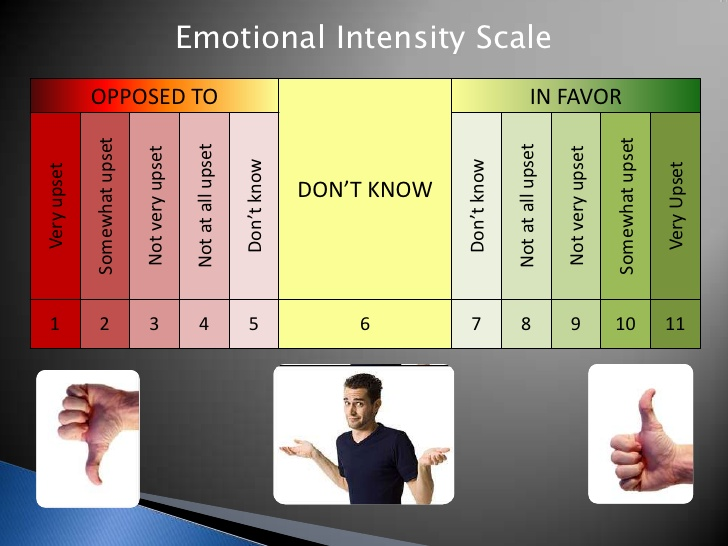 Emotional Intensity Scale
OPPOSED TO
IN FAVOR
Very upset
Somewhat upset
Not very upset
Not at all upset
Don't know
DON'T KNOW
Don't know
Not at all upset
Not very upset
Somewhat upset
Very Upset
1 2 3 4 5 6 7 8 9 10 11